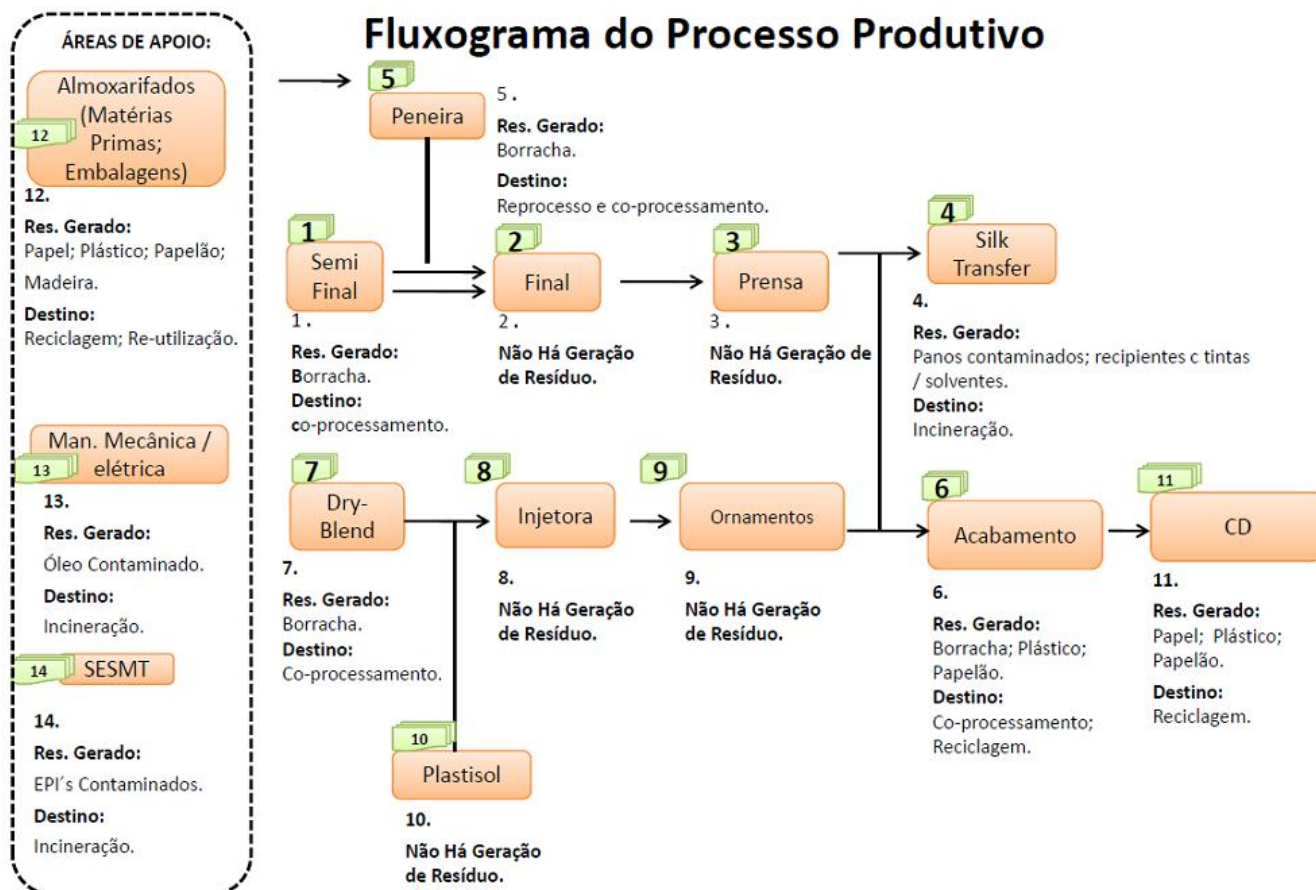 Fluxograma do Processo Produtivo
ÁREAS DE APOIO:
Almoxarifados
(Matérias
Primas;
Embalagens)
12
12.
Res. Gerado:
Papel; Plástico; Papelão;
Madeira.
Destino:
Reciclagem; Re-utilização.
Man. Mecânica /
elétrica
13
13.
Res. Gerado:
Óleo Contaminado.
Destino:
Incineração.
14
SESMT
14.
Res. Gerado:
EPI´s Contaminados.
Destino:
Incineração.
5
Peneira
5 .
Res. Gerado:
Borracha.
Destino:
Reprocesso e co-processamento.
1
Semi
Final
1 .
Res. Gerado:
Borracha.
Destino:
co-processamento.
2
Final
2 .
Não Há Geração
de Resíduo.
3
Prensa
3 .
Não Há Geração de
Resíduo.
4
Silk
Transfer
4.
Res. Gerado:
Panos contaminados; recipientes c tintas
/ solventes.
Destino:
Incineração.
7
Dry-
Blend
7.
Res. Gerado:
Borracha.
Destino:
Co-processamento.
8
Injetora
8.
Não Há Geração
de Resíduo.
9
Ornamentos
9.
Não Há Geração
de Resíduo.
6
Acabamento
6.
Res. Gerado:
Borracha; Plástico;
Papelão.
Destino:
Co-processamento;
Reciclagem.
11
CD
11.
Res. Gerado:
Papel; Plástico;
Papelão.
Destino:
Reciclagem.
10
Plastisol
10.
Não Há Geração
de Resíduo.